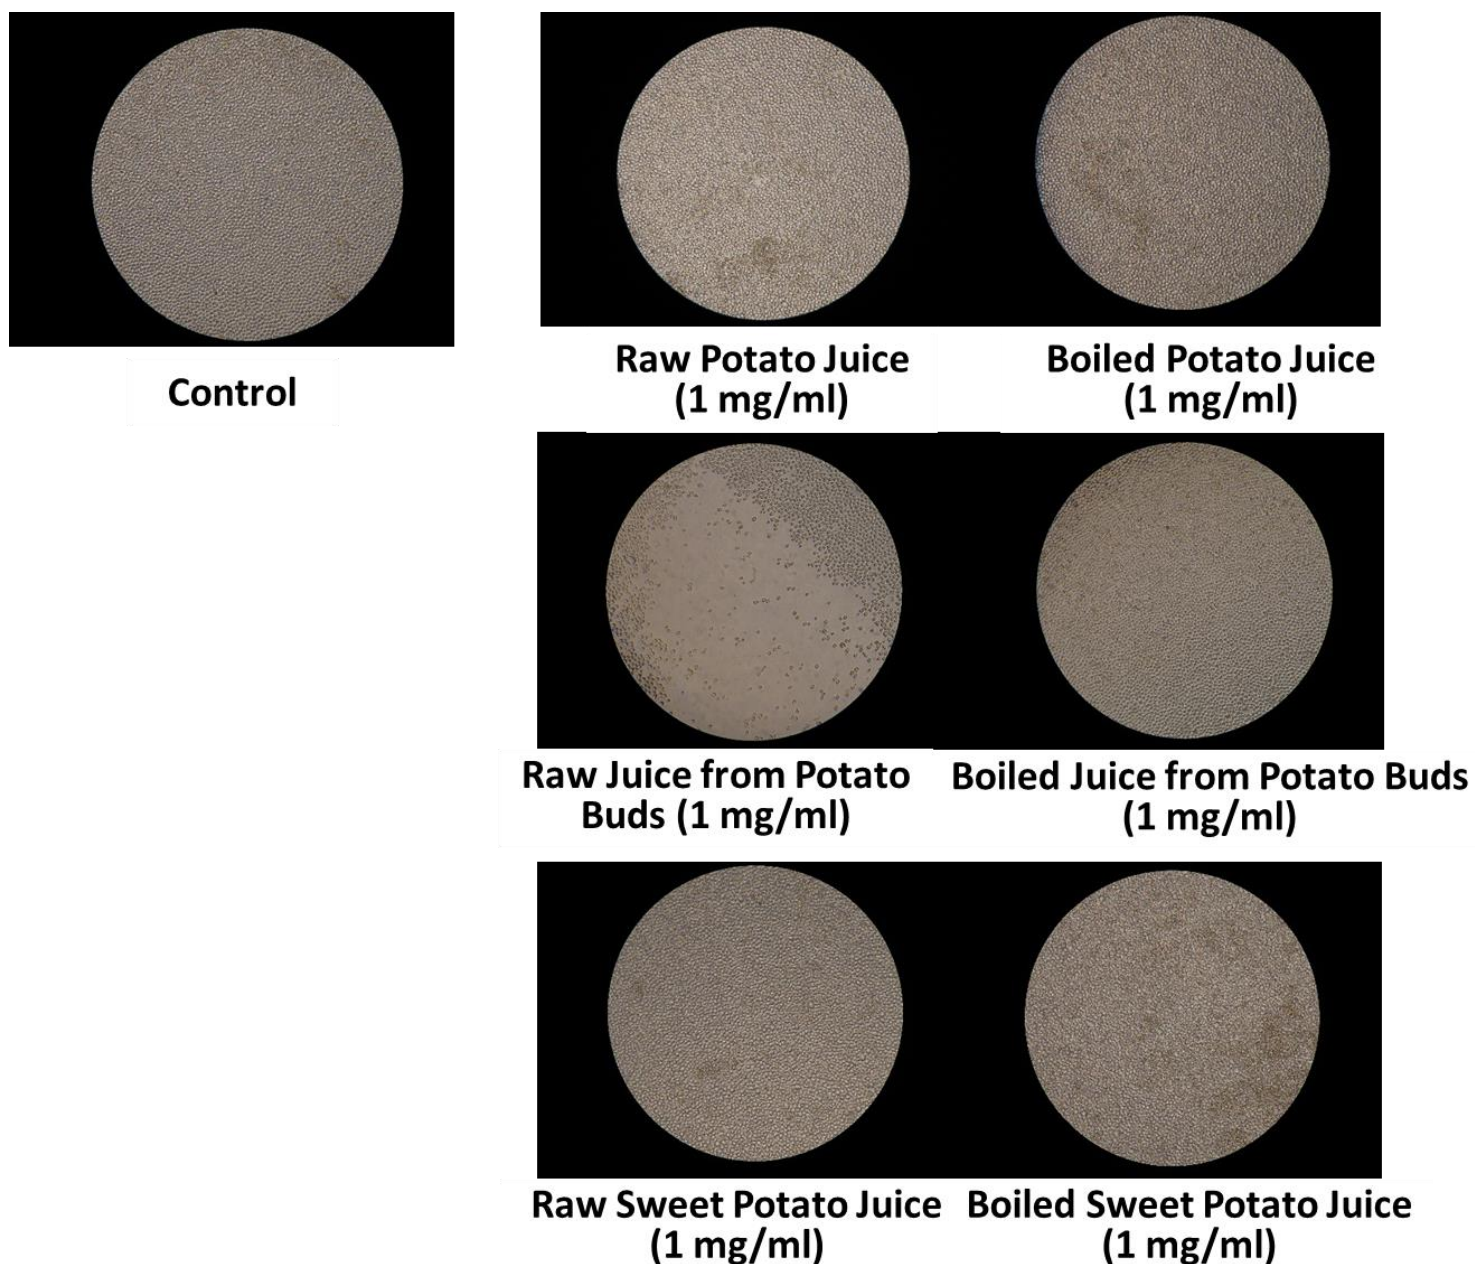 Control
Raw Potato Juice
(1 mg/ml)
Boiled Potato Juice
(1 mg/ml)
Raw Juice from Potato
Buds (1 mg/ml)
Boiled Juice from Potato Buds
(1 mg/ml)
Raw Sweet Potato Juice
(1 mg/ml)
Boiled Sweet Potato Juice
(1 mg/ml)